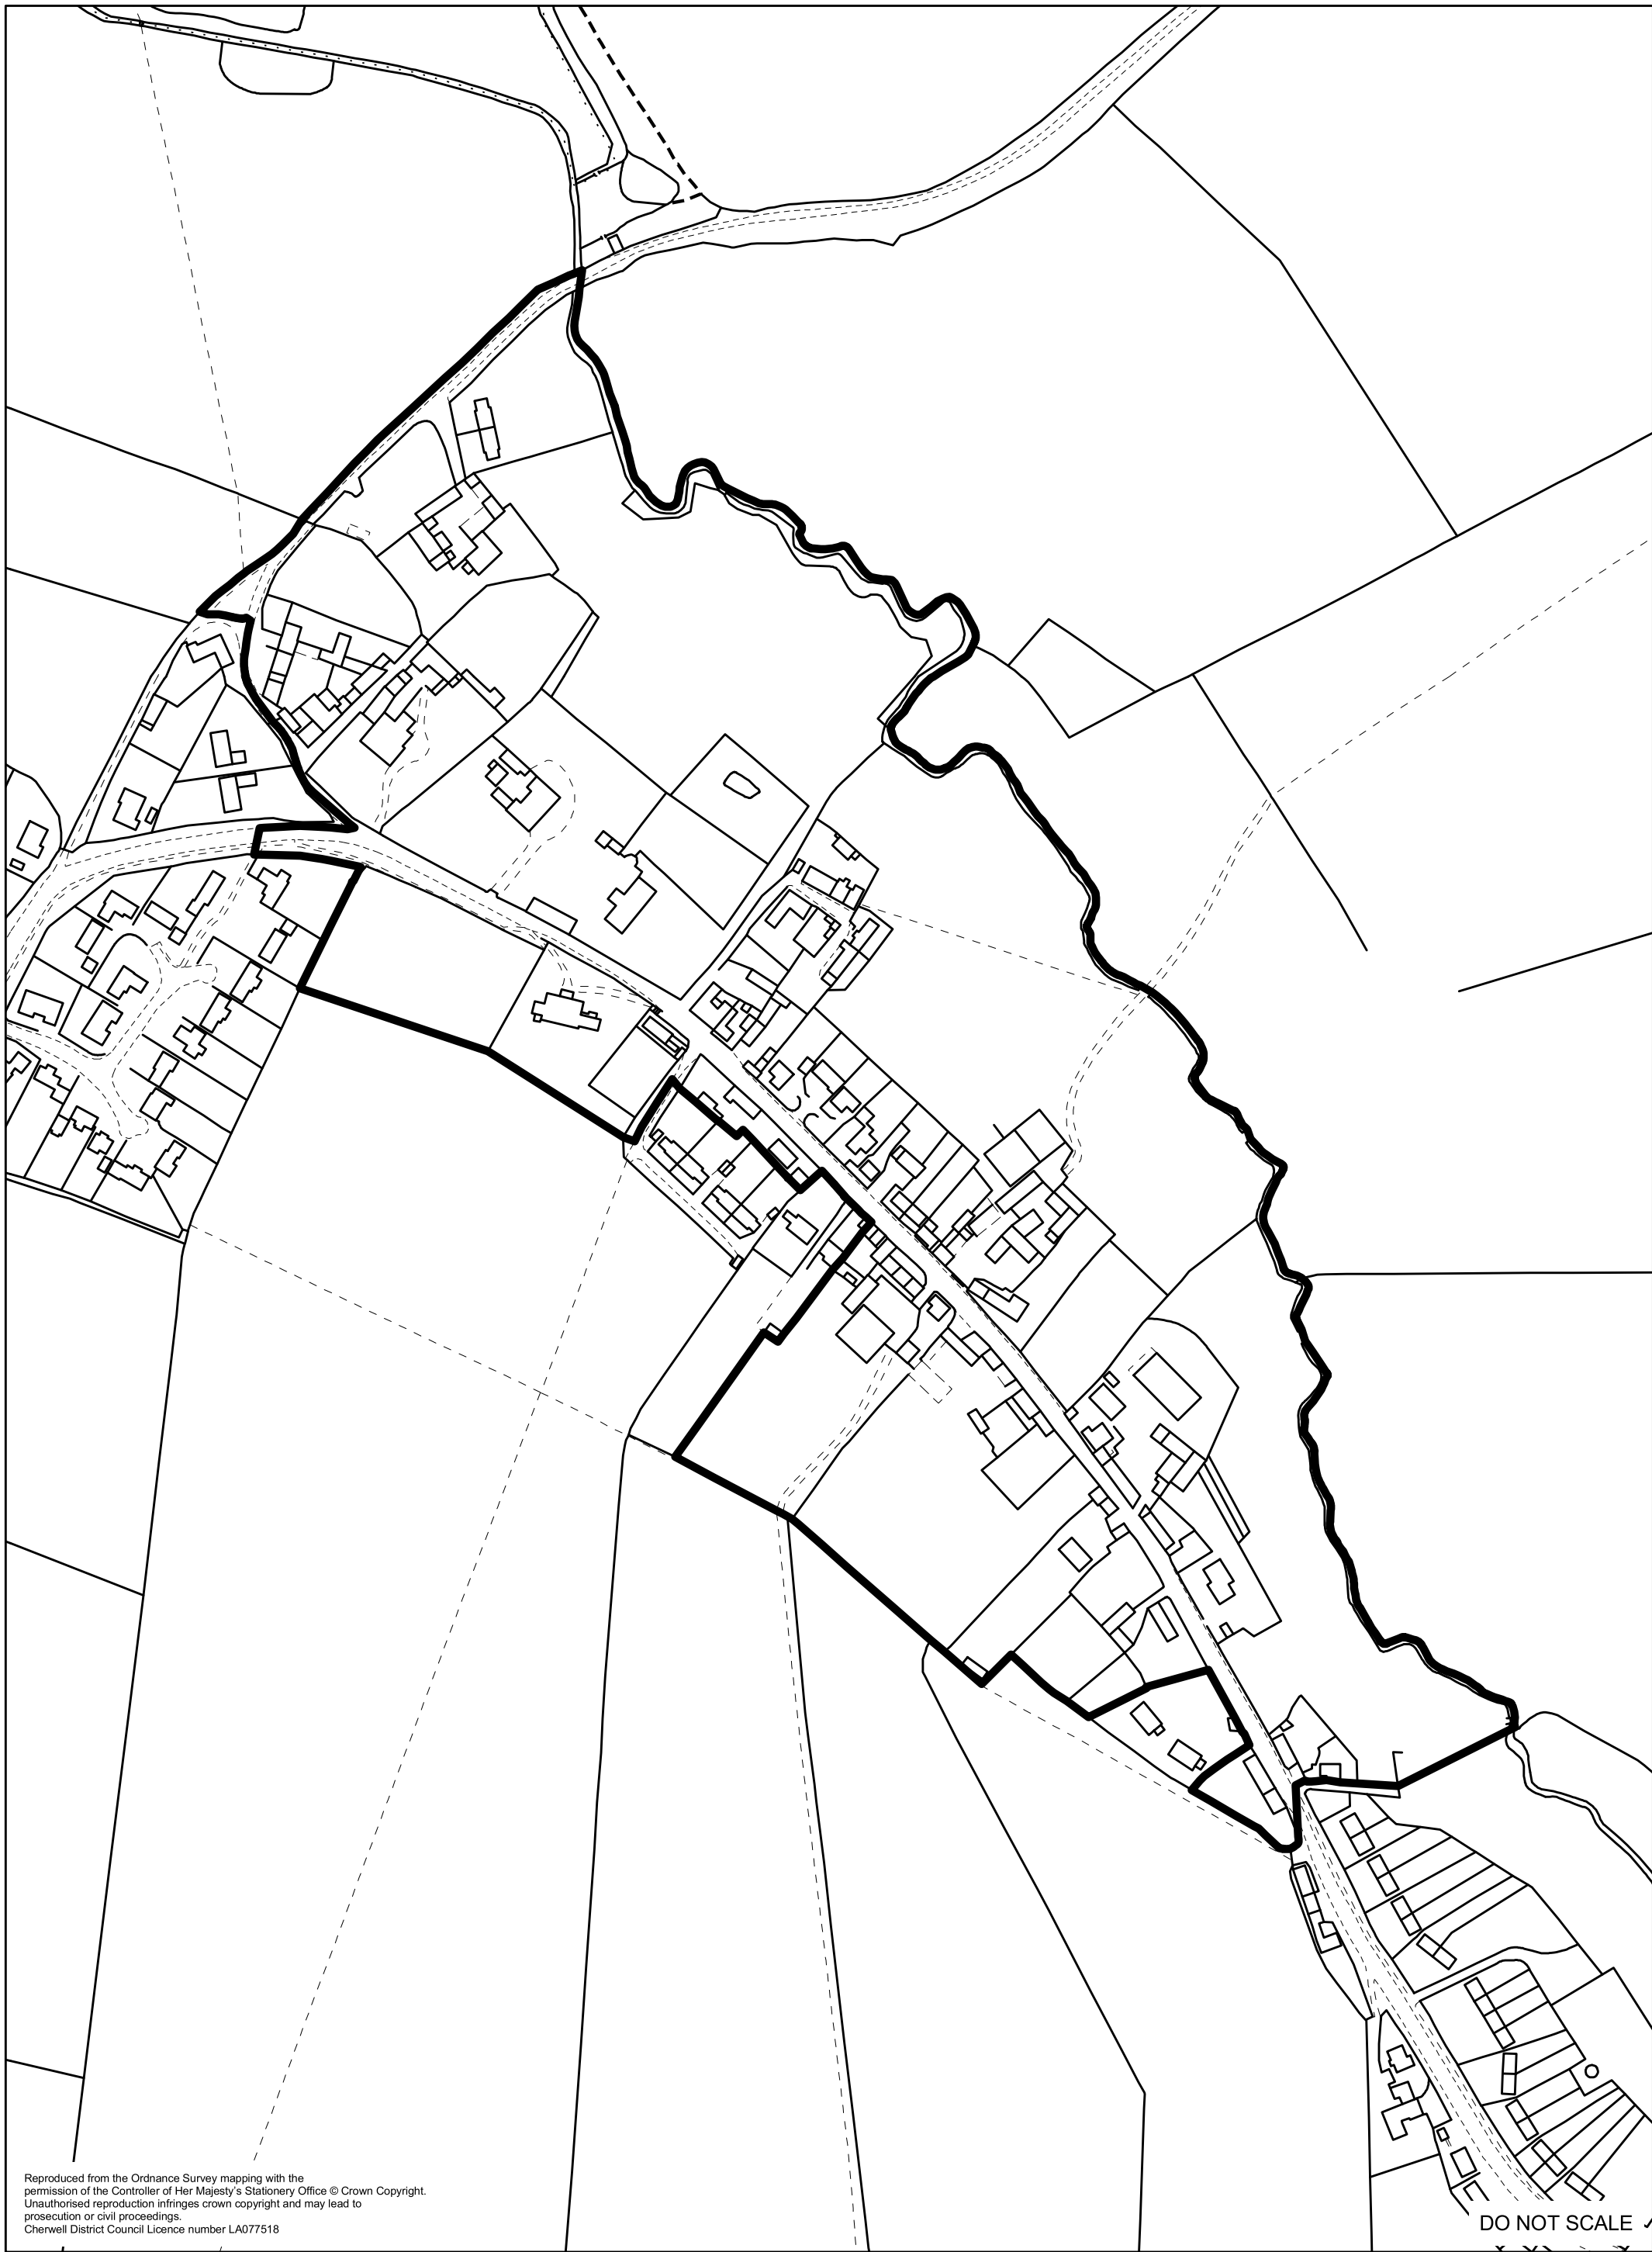 Reproduced from the Ordnance Survey mapping with the
permission of the Controller of Her Majesty's Stationery Office © Crown Copyright.
Unauthorised reproduction infringes crown copyright and may lead to
prosecution or civil proceedings.
Cherwell District Council Licence number LA077518
DO NOT SCALE